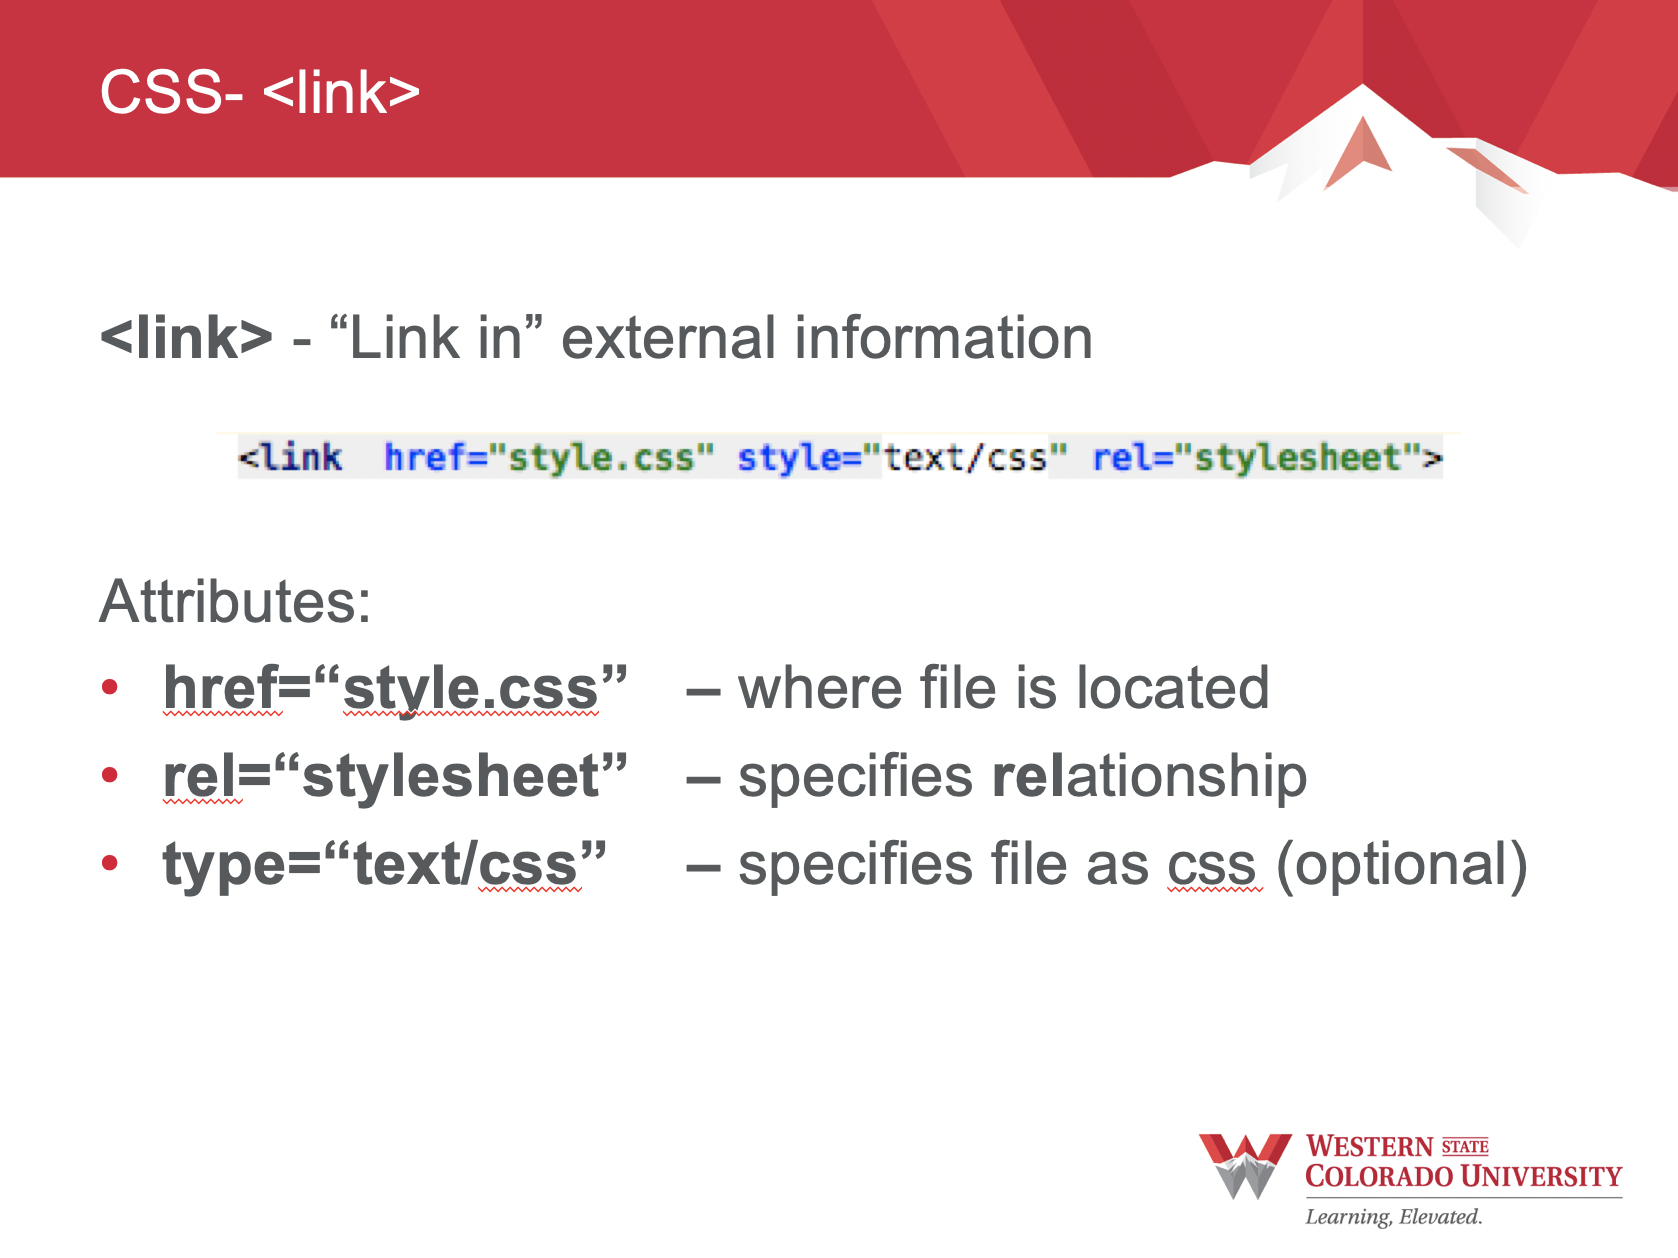 CSS- <link>
<link> - “Link in” external information
<link  href="style.css" style="text/css" rel="stylesheet">
Attributes:
• href=“style.css” – where file is located
• rel=“stylesheet” – specifies relationship
• type=“text/css” – specifies file as css (optional)
WESTERN STATE
COLORADO UNIVERSITY
Learning, Elevated.